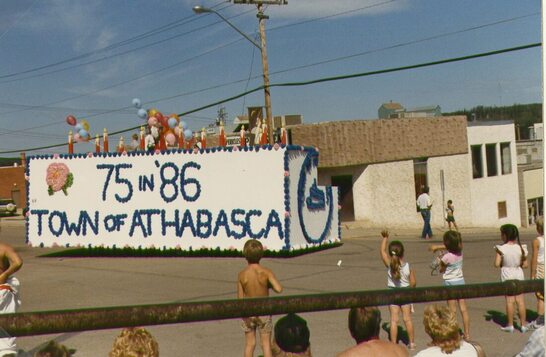 75 IN '86
TOWN OF ATHABASCA